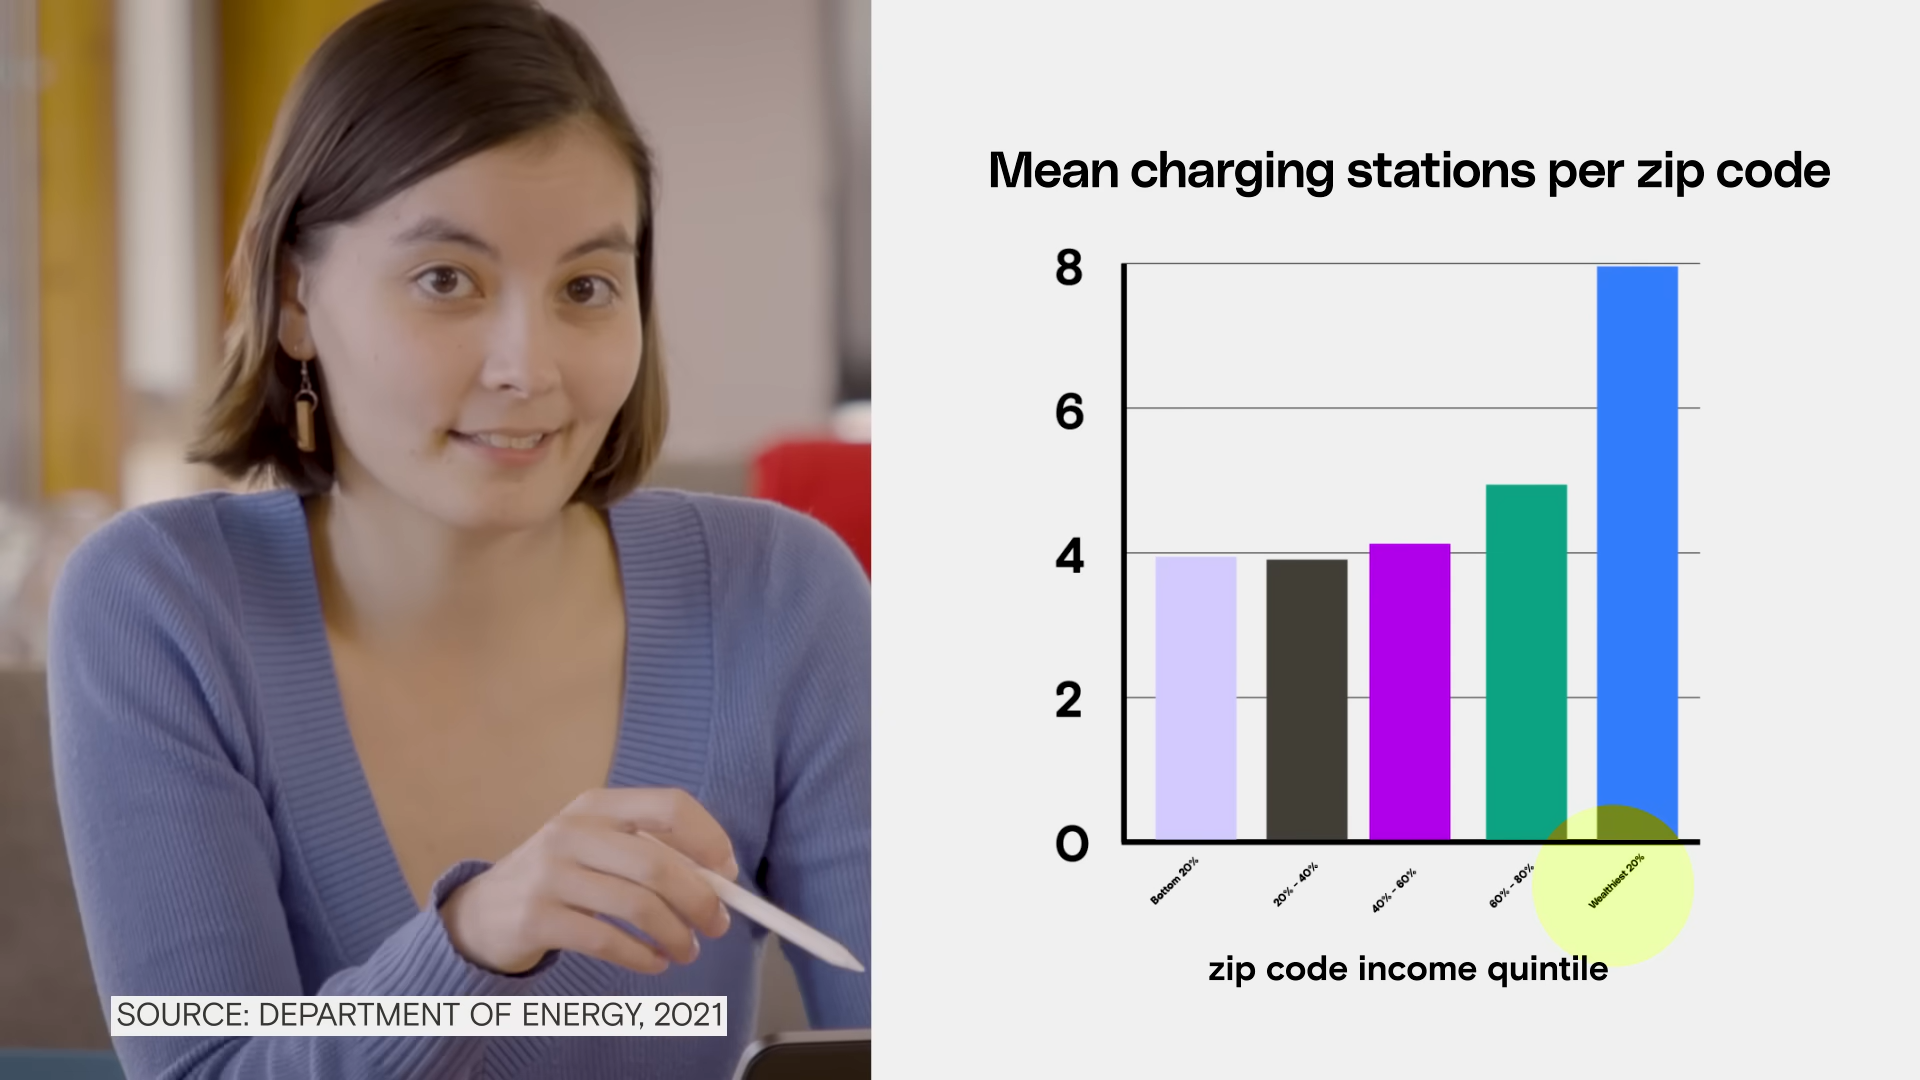 Mean charging stations per zip code
8
6
4
2
0
Bottom 20%
20% - 40%
40% - 60%
60% - 80%
Wealthiest 20%
zip code income quintile
SOURCE: DEPARTMENT OF ENERGY, 2021